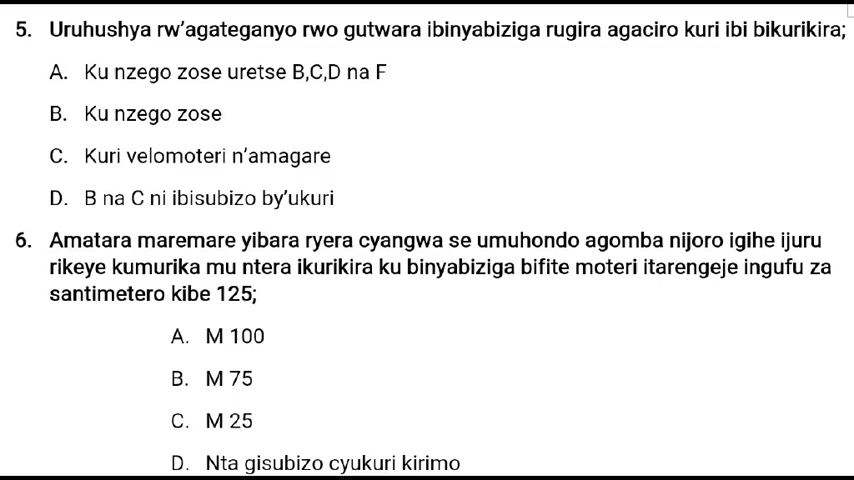 5. Uruhushya rw’agateganyo rwo gutwara ibinyabiziga rugira agaciro kuri ibi bikurikira;
A. Ku nzego zose uretse B,C,D na F
B. Ku nzego zose
C. Kuri velomoteri n’amagare
D. B na C ni ibisubizo by’ukuri
6. Amatara maremare yibara ryera cyangwa se umuhondo agomba nijoro igihe ijuru
rikeye kumurika mu ntera ikurikira ku binyabiziga bifite moteri itarengeje ingufu za
santimetero kibe 125;
A. M 100
B. M 75
C. M 25
D. Nta gisubizo cyukuri kirimo